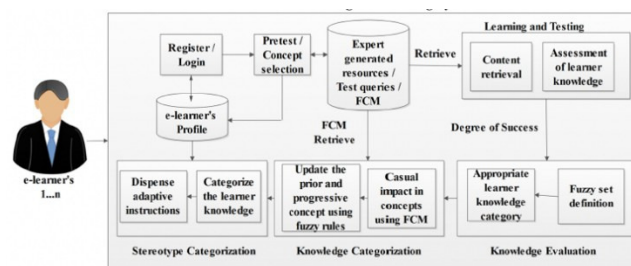 Learning and Testing
Register /
Login
Pretest /
Concept
selection
Expert
generated
resources /
Test queries /
FCM
Retrieve
Content
retrieval
Assessment
of learner
knowledge
e-learner's
Profile
FCM
Retrieve
Degree of Success
e-learner's
1...n
Dispense
adaptive
instructions
Categorize
the learner
knowledge
Update the
prior and
progressive
concept using
fuzzy rules
Casual
impact in
concepts
using FCM
Appropriate
learner
knowledge
category
Fuzzy set
definition
Stereotype Categorization
Knowledge Categorization
Knowledge Evaluation